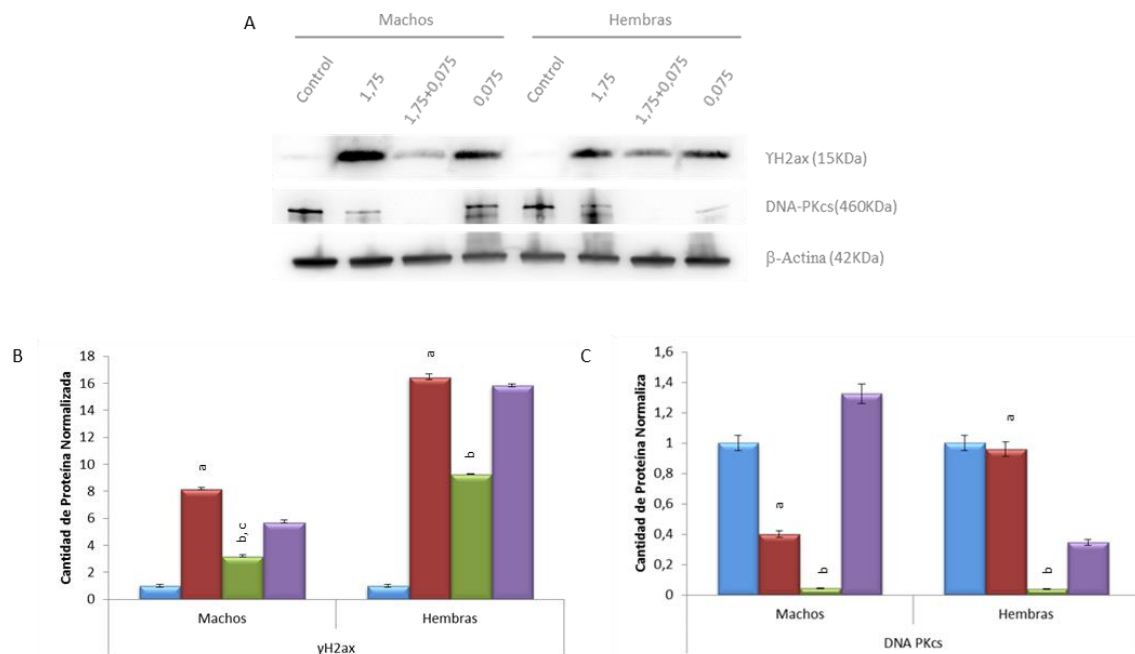 A
Machos
Hembras
Control
1,75
1,75+0,075
0,075
Control
1,75
1,75+0,075
0,075
YH2ax (15KDa)
DNA-PKcs(460KDa)
β-Actina (42KDa)
B
Cantidad de Proteína Normalizada
18
16
14
12
10
8
6
4
2
0
a
b, c
a
b
Machos
Hembras
yH2ax
C
Cantidad de Proteína Normaliza
1,6
1,4
1,2
1
0,8
0,6
0,4
0,2
0
a
b
a
b
Machos
Hembras
DNA PKcs